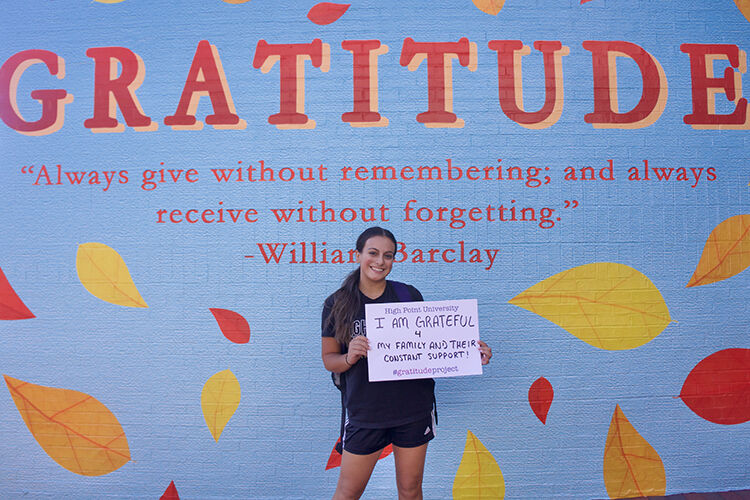 GRATITUDE
“Always give without remembering; and always
receive without forgetting.”
-William Barclay
High Point University
I AM GRATEFUL
4
MY FAMILY AND THEIR
CONSTANT SUPPORT!
#gratitudeproject